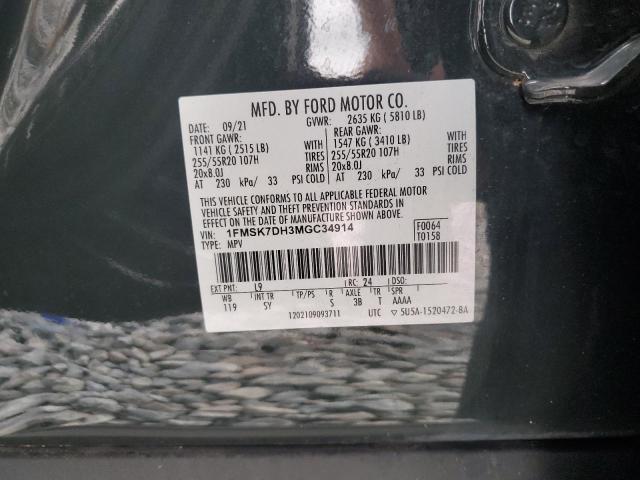 MFD. BY FORD MOTOR CO.
DATE: 09/21 GVWR: 2635 KG ( 5810 LB)
FRONT GAWR: REAR GAWR:
1141 KG ( 2515 LB) WITH 1547 KG ( 3410 LB) WITH
255/55R20 107H TIRES 255/55R20 107H TIRES
20x8.0J RIMS 20x8.0J RIMS
AT 230 kPa/ 33 PSI COLD AT 230 kPa/ 33 PSI COLD
THIS VEHICLE CONFORMS TO ALL APPLICABLE FEDERAL MOTOR
VEHICLE SAFETY AND THEFT PREVENTION STANDARDS IN
EFFECT ON THE DATE OF MANUFACTURE SHOWN ABOVE.
VIN: 1FMSK7DH3MGC34914 F0064
TYPE: MPV T0158
EXT PNT: L9 RC: 24 DSO:
WB INT TR TP/PS R AXLE TR SPR
119 SY S 3B T AAAA
1202109093711 UTC ▽ 5U5A-1520472-BA